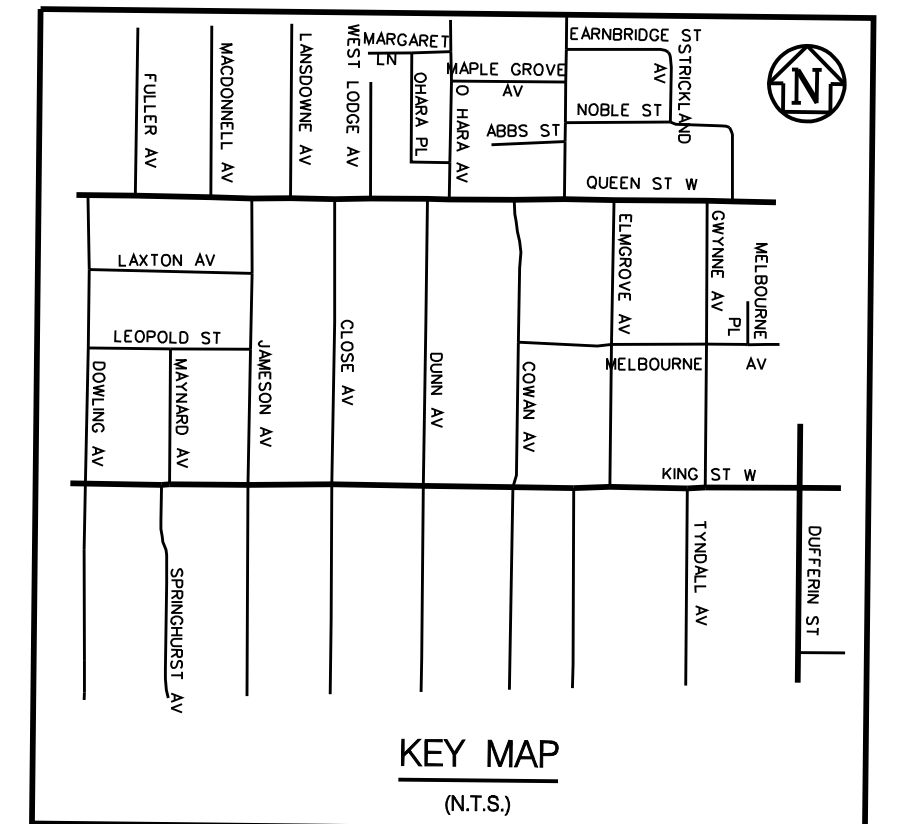 FULLER AV
MACDONNELL AV
LANSDOWNE AV
WEST LODGE AV
MARGARET
LN
OHARA PL
MAPLE GROVE
AV
O HARA AV
ABBS ST
EARNBRIDGE ST
STRICKLAND
AV
NOBLE ST
QUEEN ST W
N
LAXTON AV
LEOPOLD ST
DOWLING AV
MAYNARD AV
JAMESON AV
CLOSE AV
DUNN AV
COWAN AV
ELMGROVE AV
GWYNNE AV
MELBOURNE
PL
MELBOURNE AV
KING ST W
SPRINGHURST AV
TYNDALL AV
DUFFERIN ST
KEY MAP
(N.T.S.)